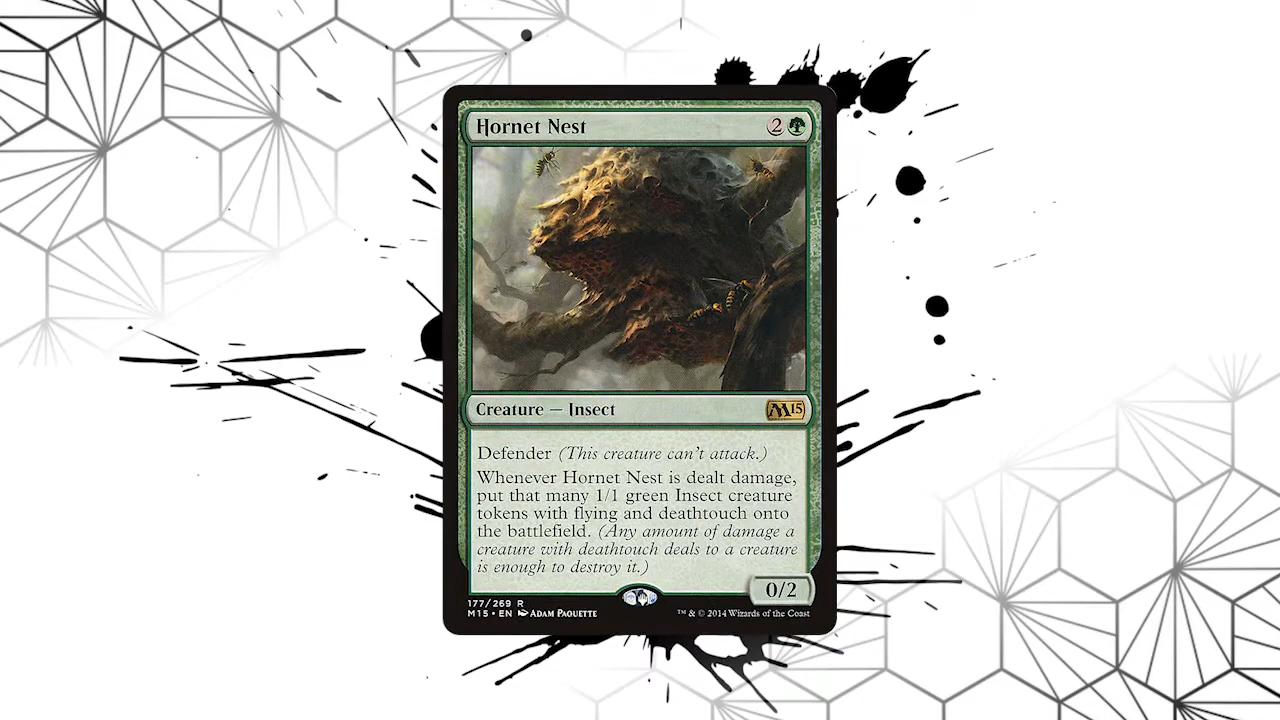 Hornet Nest 2
Creature — Insect M15
Defender (This creature can't attack.)
Whenever Hornet Nest is dealt damage,
put that many 1/1 green Insect creature
tokens with flying and deathtouch onto
the battlefield. (Any amount of damage a
creature with deathtouch deals to a creature
is enough to destroy it.)
0/2
177/269 R
M15 • EN Adam Paquette
™ & © 2014 Wizards of the Coast